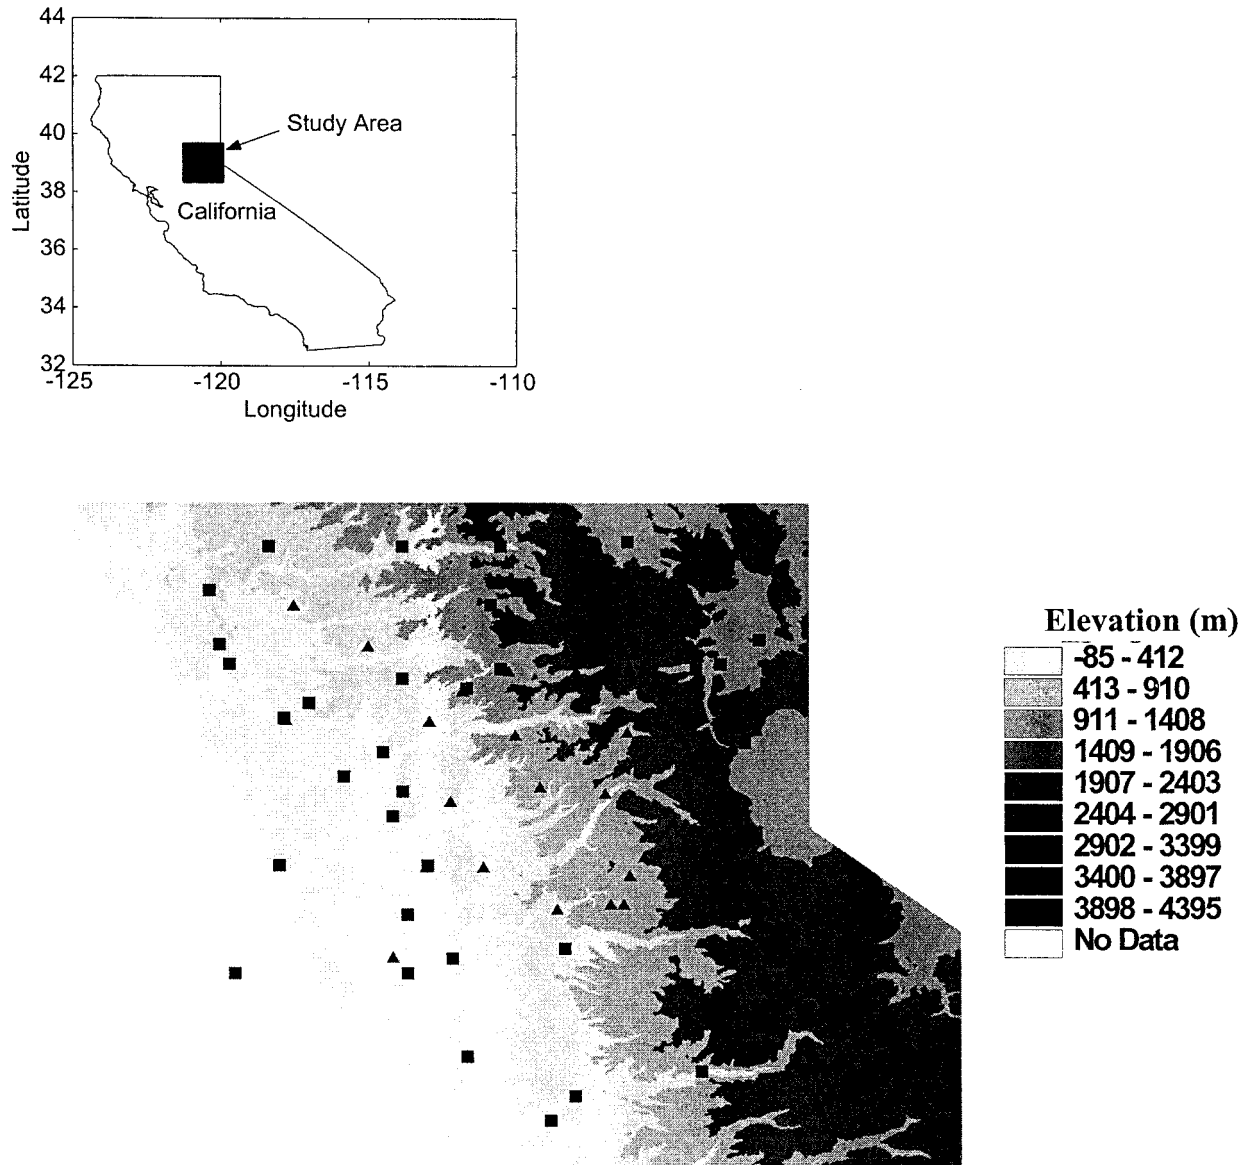 44
42
40
38
36
34
32
Latitude
Study Area
California
-125
-120
-115
-110
Longitude
Elevation (m)
-85 - 412
413 - 910
911 - 1408
1409 - 1906
1907 - 2403
2404 - 2901
2902 - 3399
3400 - 3897
3898 - 4395
No Data